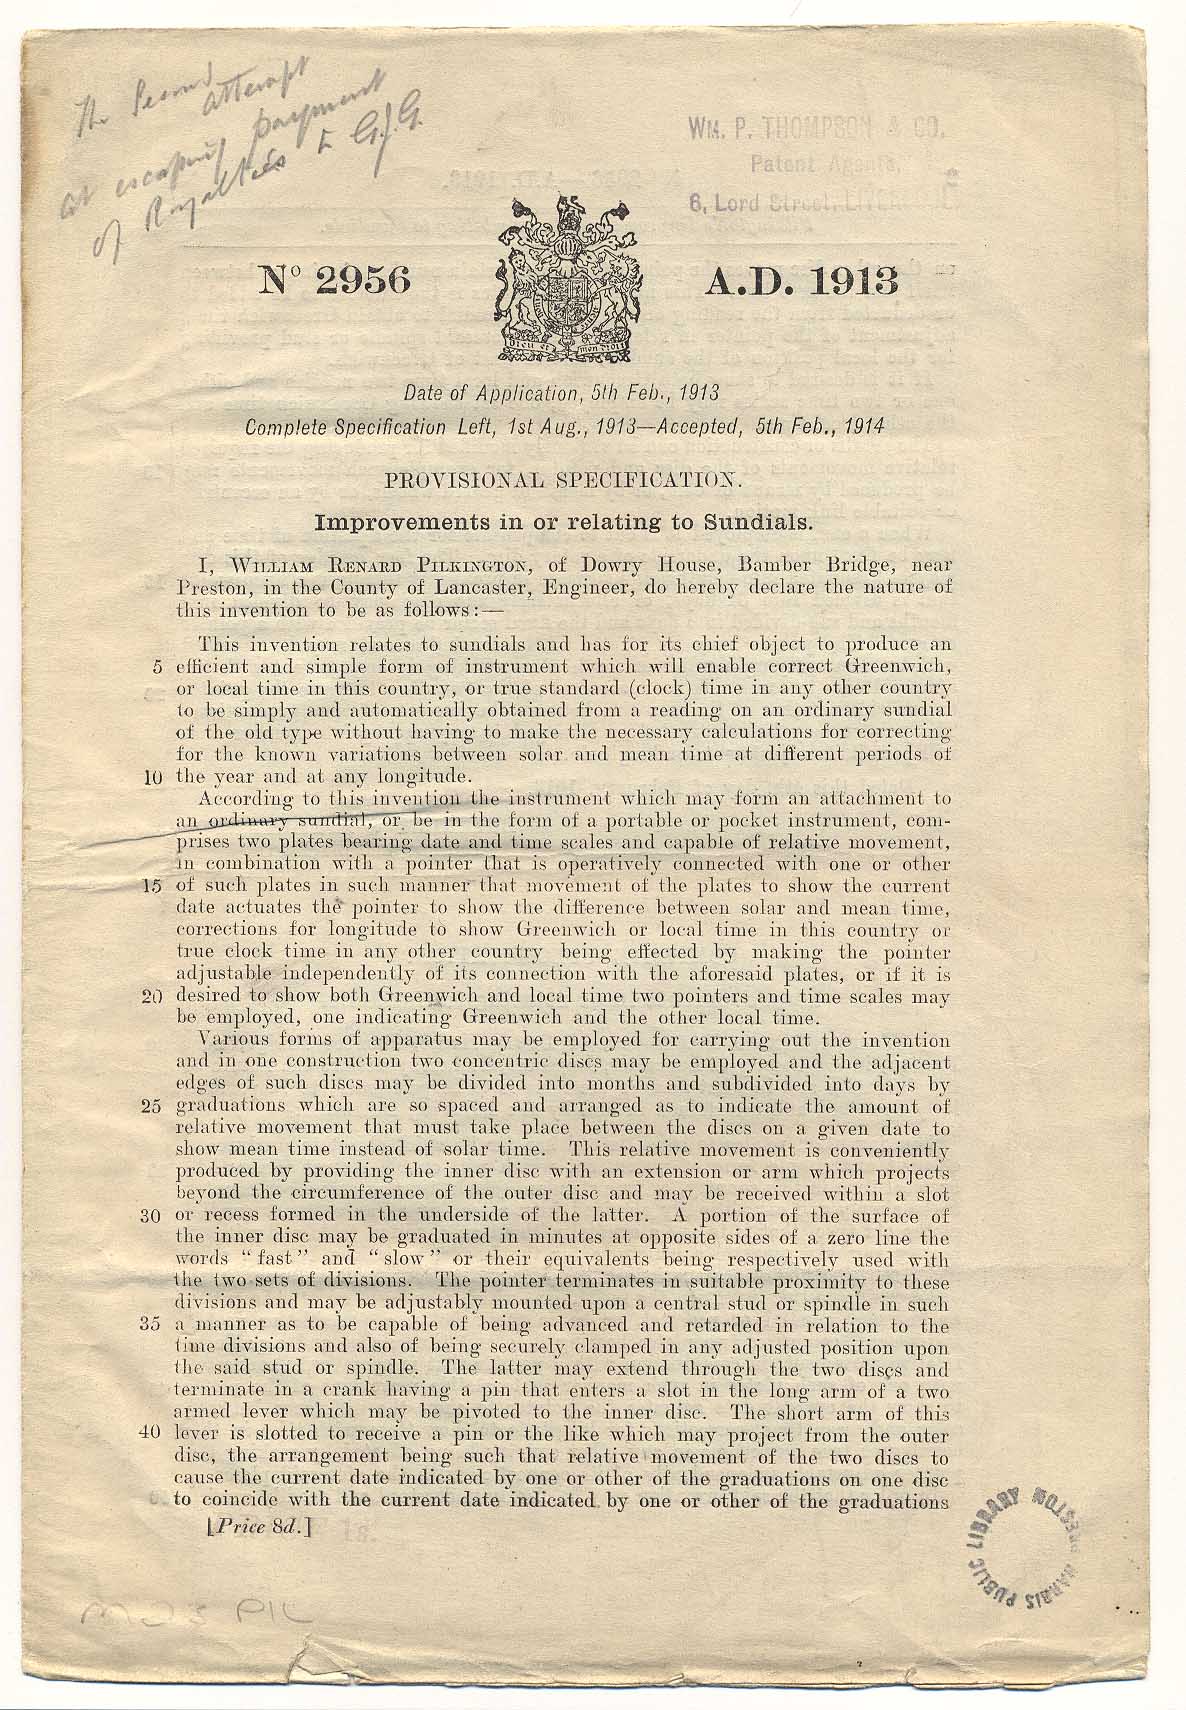 The Second
attempt
at escaping payment
of Royalties to G.J.G.
WM. P. THOMPSON & CO.
Patent Agents,
6, Lord Street,
No 2956
A.D. 1913
DIEU ET MON DROIT
Date of Application, 5th Feb., 1913
Complete Specification Left, 1st Aug., 1913—Accepted, 5th Feb., 1914
PROVISIONAL SPECIFICATION.
Improvements in or relating to Sundials.
I, WILLIAM RENARD PILKINGTON, of Dowry House, Bamber Bridge, near
Preston, in the County of Lancaster, Engineer, do hereby declare the nature of
this invention to be as follows:—
This invention relates to sundials and has for its chief object to produce an
5 efficient and simple form of instrument which will enable correct Greenwich,
or local time in this country, or true standard (clock) time in any other country
to be simply and automatically obtained from a reading on an ordinary sundial
of the old type without having to make the necessary calculations for correcting
for the known variations between solar and mean time at different periods of
10 the year and at any longitude.
According to this invention the instrument which may form an attachment to
an ordinary sundial, or be in the form of a portable or pocket instrument, com-
prises two plates bearing date and time scales and capable of relative movement,
in combination with a pointer that is operatively connected with one or other
15 of such plates in such manner that movement of the plates to show the current
date actuates the pointer to show the difference between solar and mean time,
corrections for longitude to show Greenwich or local time in this country or
true clock time in any other country being effected by making the pointer
adjustable independently of its connection with the aforesaid plates, or if it is
20 desired to show both Greenwich and local time two pointers and time scales may
be employed, one indicating Greenwich and the other local time.
Various forms of apparatus may be employed for carrying out the invention
and in one construction two concentric discs may be employed and the adjacent
edges of such discs may be divided into months and subdivided into days by
25 graduations which are so spaced and arranged as to indicate the amount of
relative movement that must take place between the discs on a given date to
show mean time instead of solar time. This relative movement is conveniently
produced by providing the inner disc with an extension or arm which projects
beyond the circumference of the outer disc and may be received within a slot
30 or recess formed in the underside of the latter. A portion of the surface of
the inner disc may be graduated in minutes at opposite sides of a zero line the
words "fast" and "slow" or their equivalents being respectively used with
the two sets of divisions. The pointer terminates in suitable proximity to these
divisions and may be adjustably mounted upon a central stud or spindle in such
35 a manner as to be capable of being advanced and retarded in relation to the
time divisions and also of being securely clamped in any adjusted position upon
the said stud or spindle. The latter may extend through the two discs and
terminate in a crank having a pin that enters a slot in the long arm of a two
armed lever which may be pivoted to the inner disc. The short arm of this
40 lever is slotted to receive a pin or the like which may project from the outer
disc, the arrangement being such that relative movement of the two discs to
cause the current date indicated by one or other of the graduations on one disc
to coincide with the current date indicated by one or other of the graduations
[Price 8d.]
HARRIS PUBLIC LIBRARY PRESTON
PIL